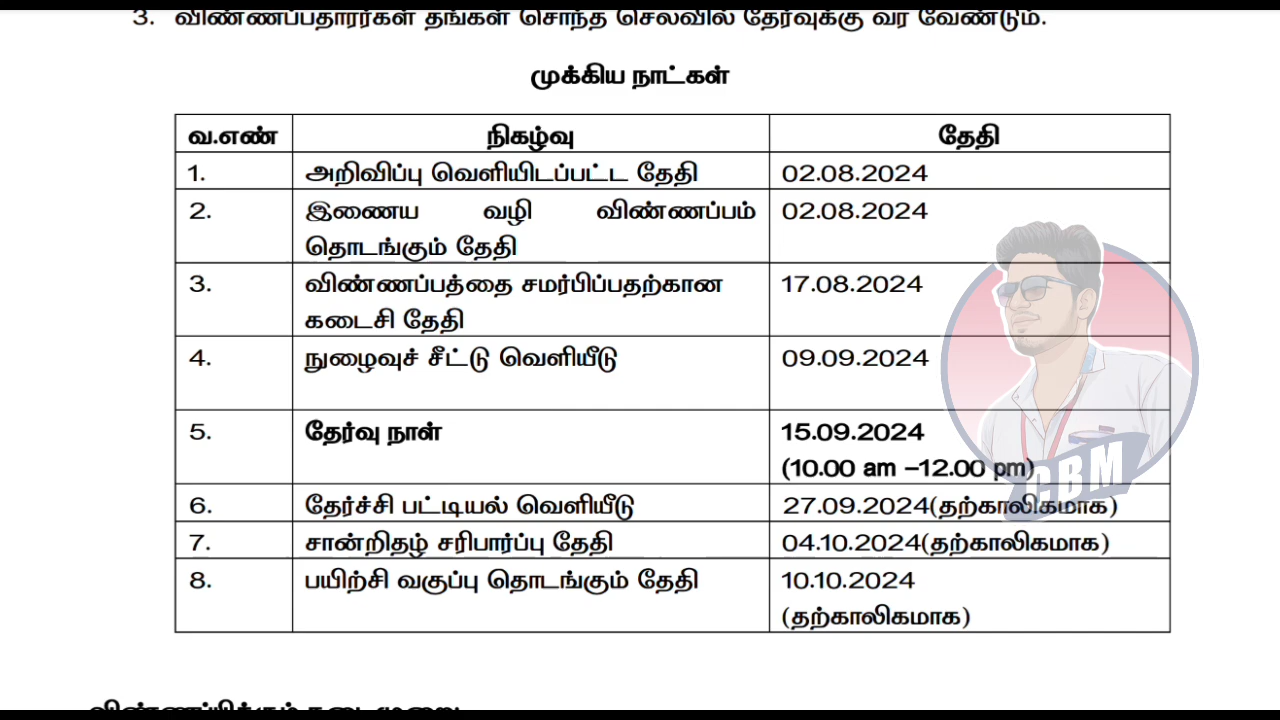 3. விண்ணப்பதாரர்கள் தங்கள் சொந்த செலவில் தேர்வுக்கு வர வேண்டும்.
முக்கிய நாட்கள்
வ.எண் நிகழ்வு தேதி
1. அறிவிப்பு வெளியிடப்பட்ட தேதி 02.08.2024
2. இணைய வழி விண்ணப்பம் 02.08.2024
தொடங்கும் தேதி
3. விண்ணப்பத்தை சமர்பிப்பதற்கான 17.08.2024
கடைசி தேதி
4. நுழைவுச் சீட்டு வெளியீடு 09.09.2024
5. தேர்வு நாள் 15.09.2024
(10.00 am –12.00 pm)
CBM
6. தேர்ச்சி பட்டியல் வெளியீடு 27.09.2024(தற்காலிகமாக)
7. சான்றிதழ் சரிபார்ப்பு தேதி 04.10.2024(தற்காலிகமாக)
8. பயிற்சி வகுப்பு தொடங்கும் தேதி 10.10.2024
(தற்காலிகமாக)